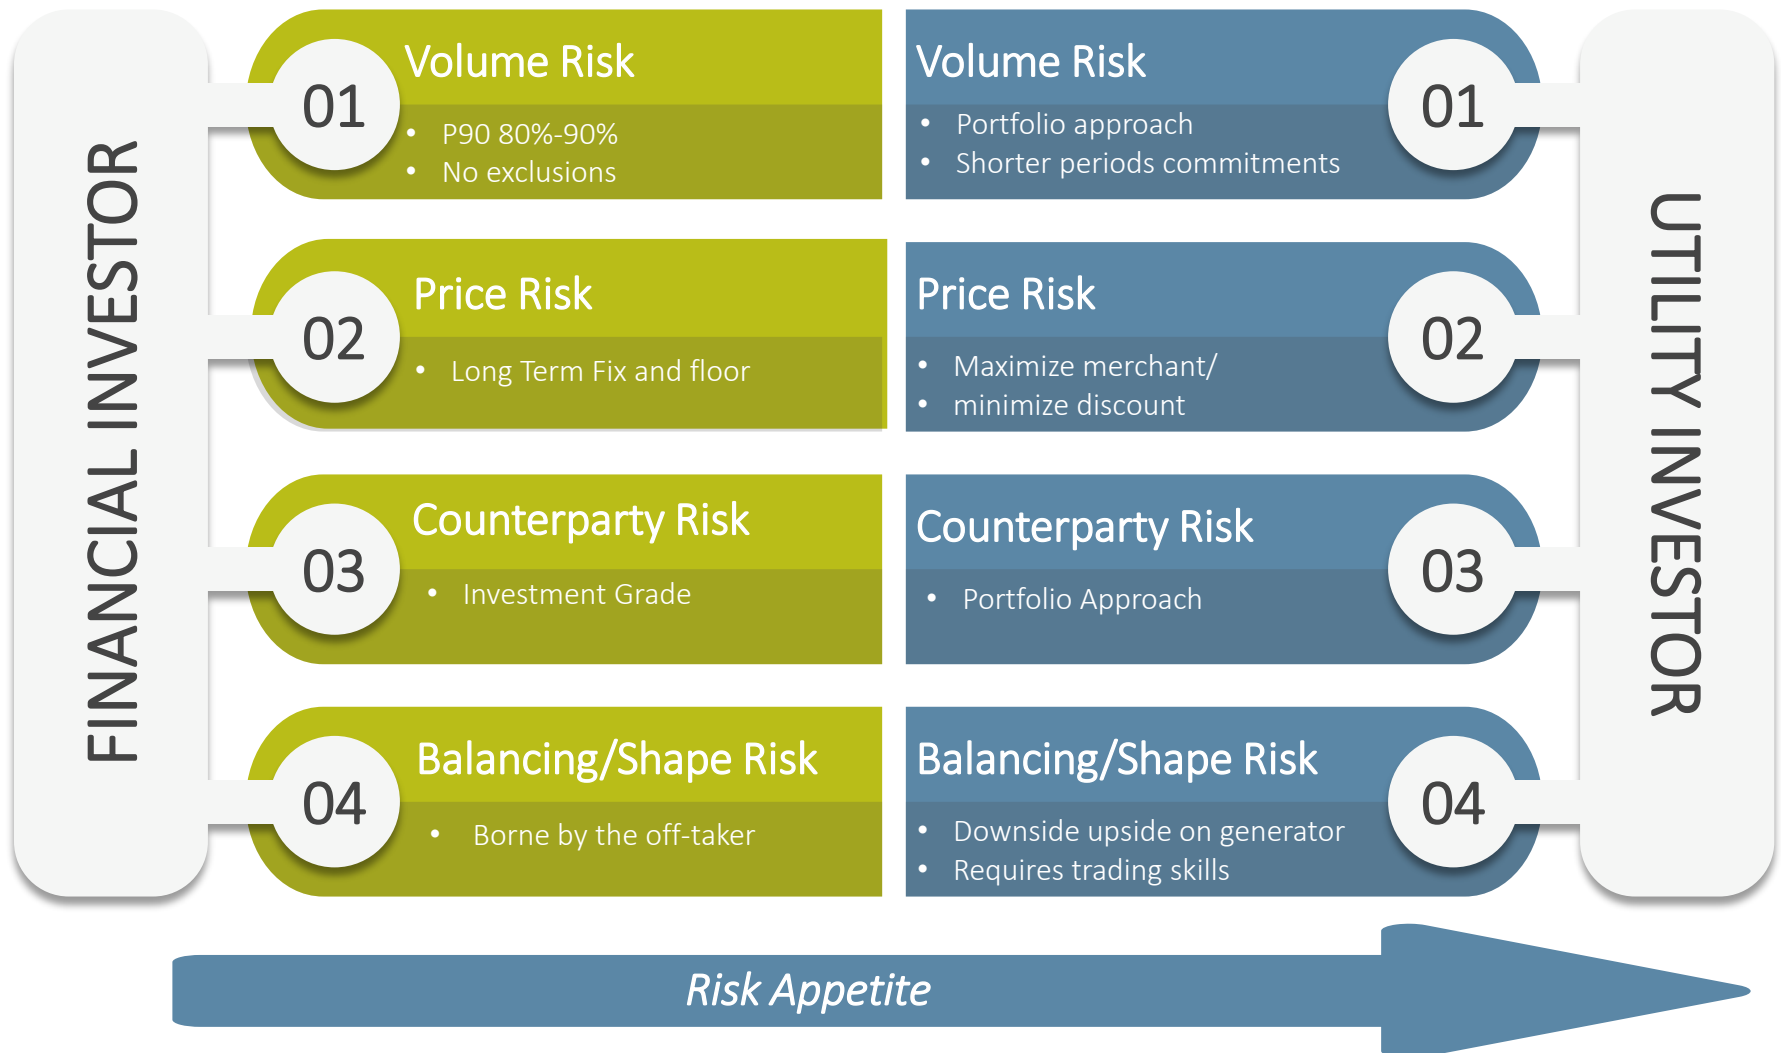 FINANCIAL INVESTOR
01
Volume Risk
• P90 80%-90%
• No exclusions
02
Price Risk
• Long Term Fix and floor
03
Counterparty Risk
• Investment Grade
04
Balancing/Shape Risk
• Borne by the off-taker
Volume Risk
• Portfolio approach
• Shorter periods commitments
01
Price Risk
• Maximize merchant/
• minimize discount
02
Counterparty Risk
• Portfolio Approach
03
Balancing/Shape Risk
• Downside upside on generator
• Requires trading skills
04
UTILITY INVESTOR
Risk Appetite